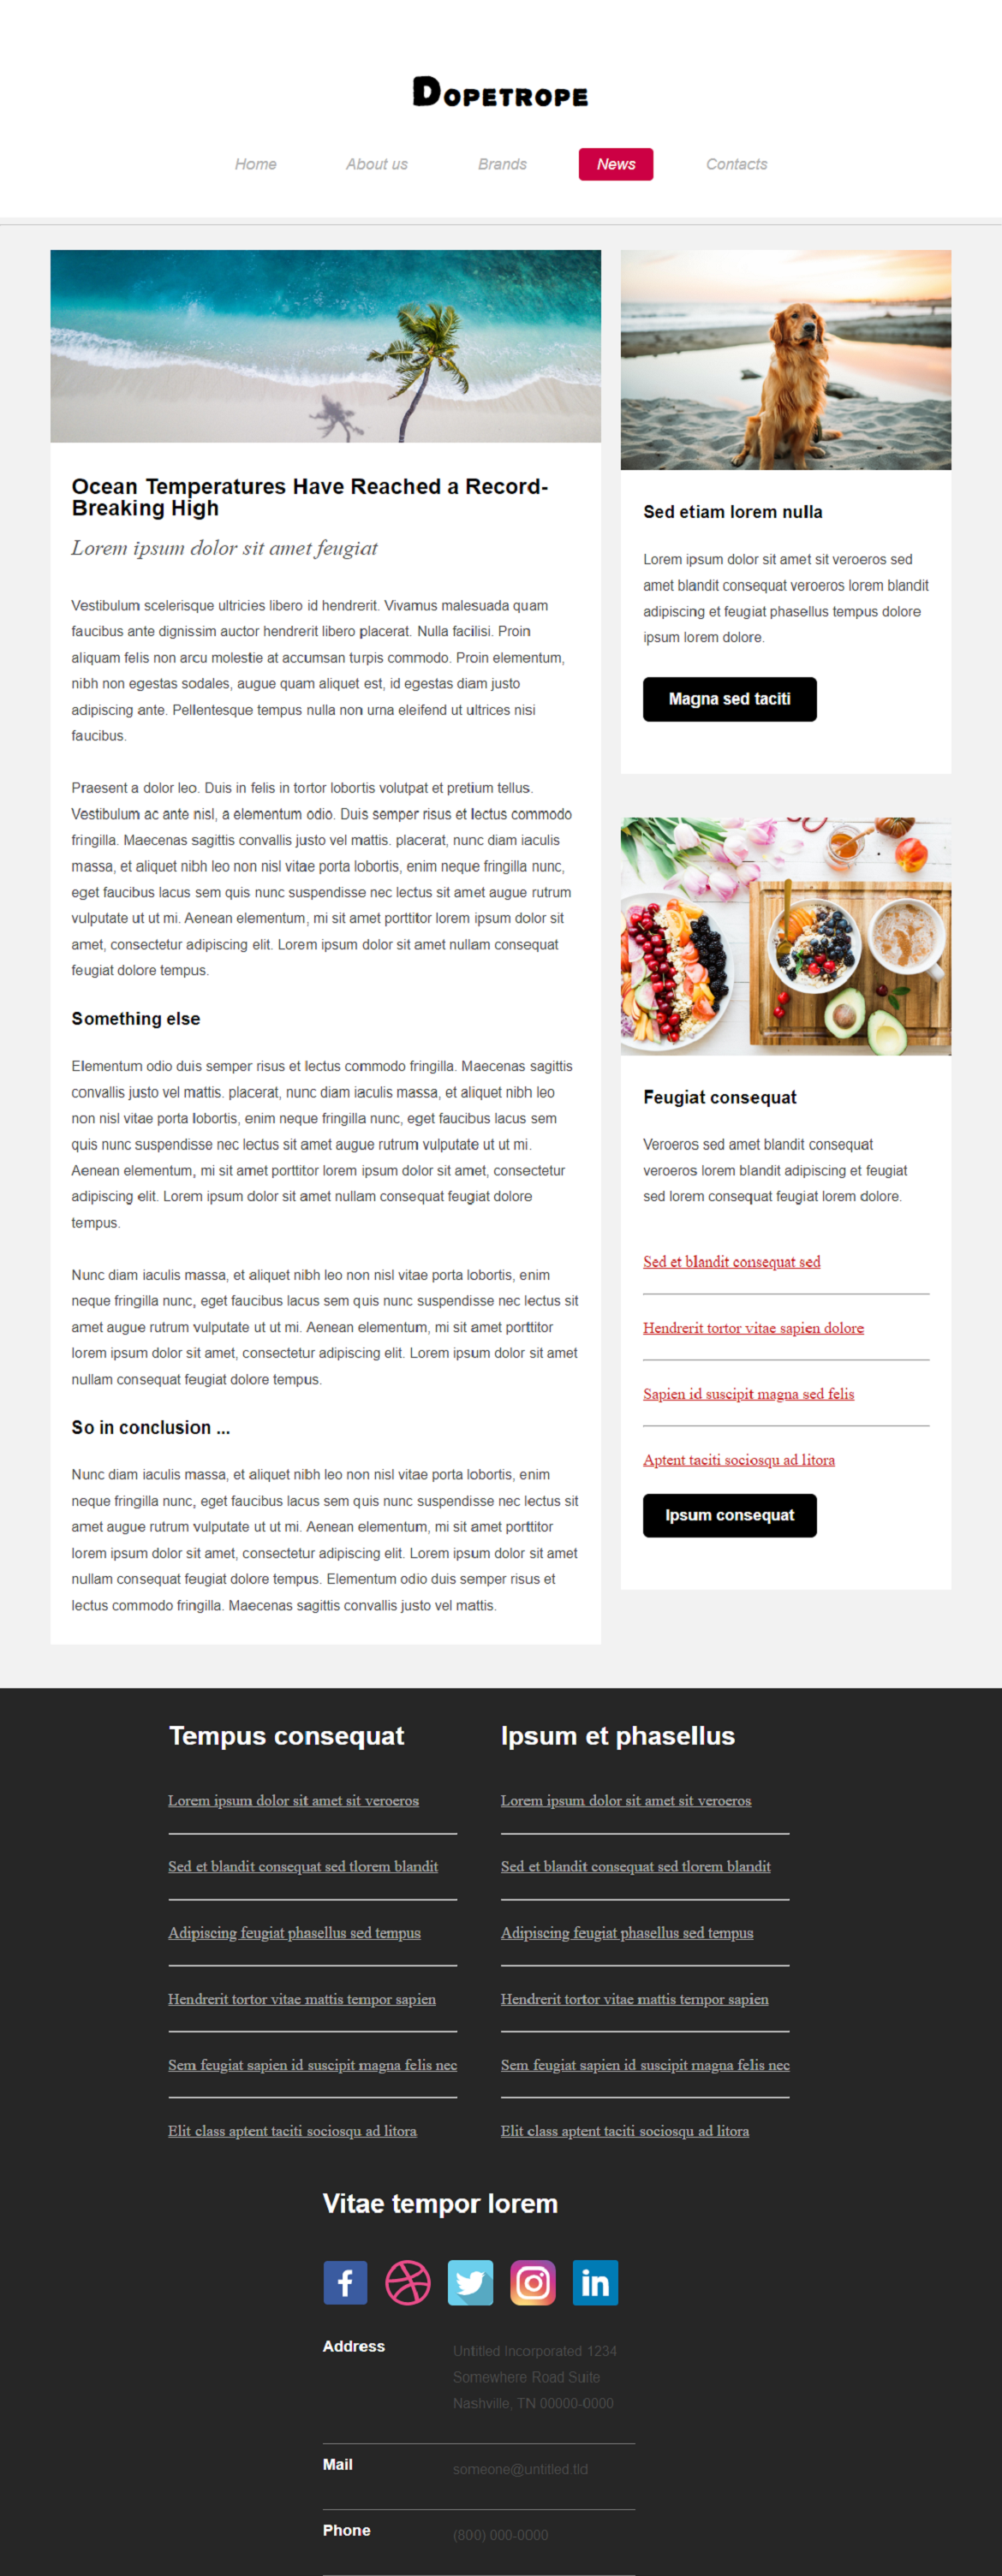 Dopetrope
Home About us Brands News Contacts
Ocean Temperatures Have Reached a Record-
Breaking High
Lorem ipsum dolor sit amet feugiat
Vestibulum scelerisque ultricies libero id hendrerit. Vivamus malesuada quam
faucibus ante dignissim auctor hendrerit libero placerat. Nulla facilisi. Proin
aliquam felis non arcu molestie at accumsan turpis commodo. Proin elementum,
nibh non egestas sodales, augue quam aliquet est, id egestas diam justo
adipiscing ante. Pellentesque tempus nulla non urna eleifend ut ultrices nisi
faucibus.
Praesent a dolor leo. Duis in felis in tortor lobortis volutpat et pretium tellus.
Vestibulum ac ante nisl, a elementum odio. Duis semper risus et lectus commodo
fringilla. Maecenas sagittis convallis justo vel mattis. placerat, nunc diam iaculis
massa, et aliquet nibh leo non nisl vitae porta lobortis, enim neque fringilla nunc,
eget faucibus lacus sem quis nunc suspendisse nec lectus sit amet augue rutrum
vulputate ut ut mi. Aenean elementum, mi sit amet porttitor lorem ipsum dolor sit
amet, consectetur adipiscing elit. Lorem ipsum dolor sit amet nullam consequat
feugiat dolore tempus.
Something else
Elementum odio duis semper risus et lectus commodo fringilla. Maecenas sagittis
convallis justo vel mattis. placerat, nunc diam iaculis massa, et aliquet nibh leo
non nisl vitae porta lobortis, enim neque fringilla nunc, eget faucibus lacus sem
quis nunc suspendisse nec lectus sit amet augue rutrum vulputate ut ut mi.
Aenean elementum, mi sit amet porttitor lorem ipsum dolor sit amet, consectetur
adipiscing elit. Lorem ipsum dolor sit amet nullam consequat feugiat dolore
tempus.
Nunc diam iaculis massa, et aliquet nibh leo non nisl vitae porta lobortis, enim
neque fringilla nunc, eget faucibus lacus sem quis nunc suspendisse nec lectus sit
amet augue rutrum vulputate ut ut mi. Aenean elementum, mi sit amet porttitor
lorem ipsum dolor sit amet, consectetur adipiscing elit. Lorem ipsum dolor sit amet
nullam consequat feugiat dolore tempus.
So in conclusion ...
Nunc diam iaculis massa, et aliquet nibh leo non nisl vitae porta lobortis, enim
neque fringilla nunc, eget faucibus lacus sem quis nunc suspendisse nec lectus sit
amet augue rutrum vulputate ut ut mi. Aenean elementum, mi sit amet porttitor
lorem ipsum dolor sit amet, consectetur adipiscing elit. Lorem ipsum dolor sit amet
nullam consequat feugiat dolore tempus. Elementum odio duis semper risus et
lectus commodo fringilla. Maecenas sagittis convallis justo vel mattis.
Sed etiam lorem nulla
Lorem ipsum dolor sit amet sit veroeros sed
amet blandit consequat veroeros lorem blandit
adipiscing et feugiat phasellus tempus dolore
ipsum lorem dolore.
Magna sed taciti
Feugiat consequat
Veroeros sed amet blandit consequat
veroeros lorem blandit adipiscing et feugiat
sed lorem consequat feugiat lorem dolore.
Sed et blandit consequat sed
Hendrerit tortor vitae sapien dolore
Sapien id suscipit magna sed felis
Aptent taciti sociosqu ad litora
Ipsum consequat
Tempus consequat
Lorem ipsum dolor sit amet sit veroeros
Sed et blandit consequat sed tlorem blandit
Adipiscing feugiat phasellus sed tempus
Hendrerit tortor vitae mattis tempor sapien
Sem feugiat sapien id suscipit magna felis nec
Elit class aptent taciti sociosqu ad litora
Ipsum et phasellus
Lorem ipsum dolor sit amet sit veroeros
Sed et blandit consequat sed tlorem blandit
Adipiscing feugiat phasellus sed tempus
Hendrerit tortor vitae mattis tempor sapien
Sem feugiat sapien id suscipit magna felis nec
Elit class aptent taciti sociosqu ad litora
Vitae tempor lorem
Address
Untitled Incorporated 1234
Somewhere Road Suite
Nashville, TN 00000-0000
Mail
someone@untitled.tld
Phone
(800) 000-0000